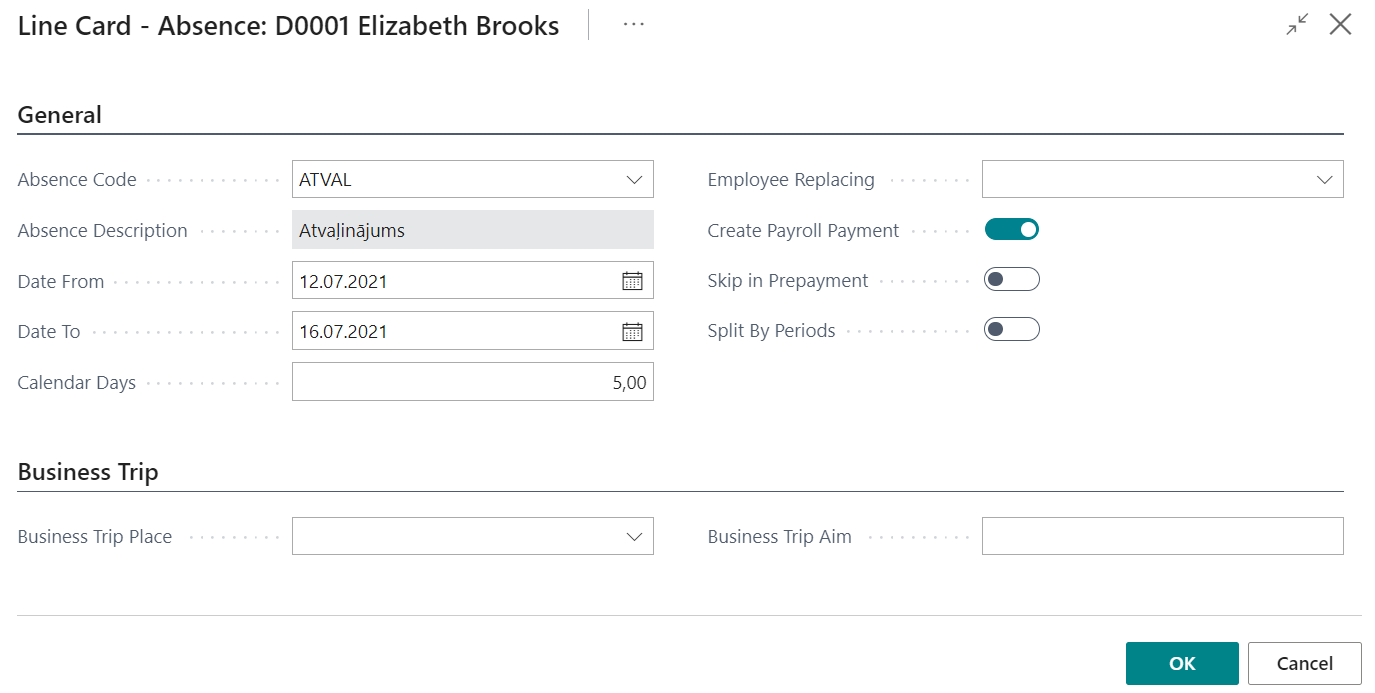 Line Card - Absence: D0001 Elizabeth Brooks
General
Absence Code ATVAL
Absence Description Atvaļinājums
Date From 12.07.2021
Date To 16.07.2021
Calendar Days 5,00
Employee Replacing
Create Payroll Payment
Skip in Prepayment
Split By Periods
Business Trip
Business Trip Place
Business Trip Aim
OK Cancel